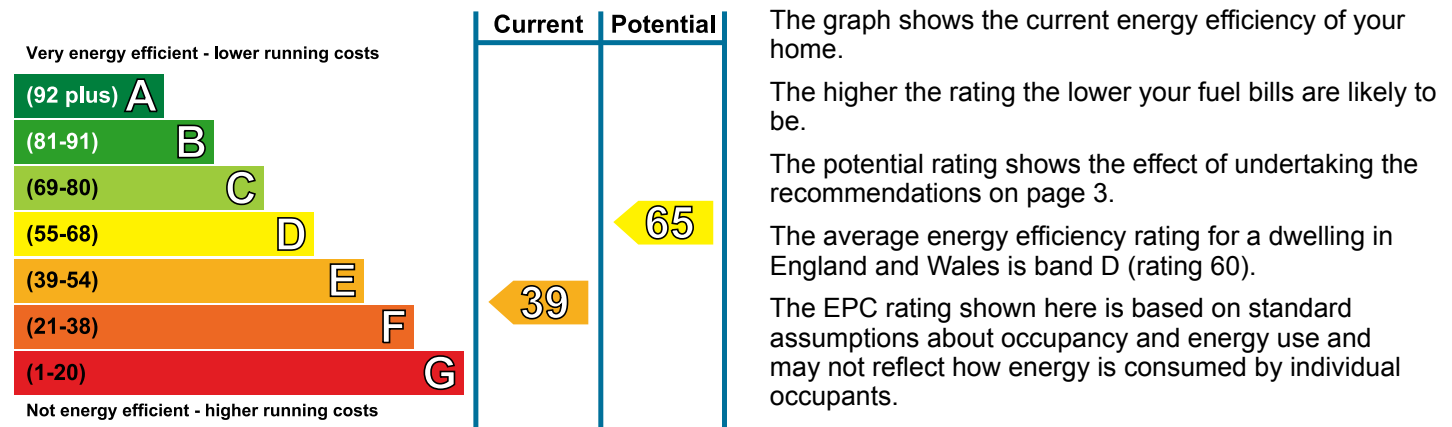 Current Potential
Very energy efficient - lower running costs
(92 plus) A
(81-91) B
(69-80) C
(55-68) D
(39-54) E
(21-38) F
(1-20) G
Not energy efficient - higher running costs
65
39
The graph shows the current energy efficiency of your
home.
The higher the rating the lower your fuel bills are likely to
be.
The potential rating shows the effect of undertaking the
recommendations on page 3.
The average energy efficiency rating for a dwelling in
England and Wales is band D (rating 60).
The EPC rating shown here is based on standard
assumptions about occupancy and energy use and
may not reflect how energy is consumed by individual
occupants.